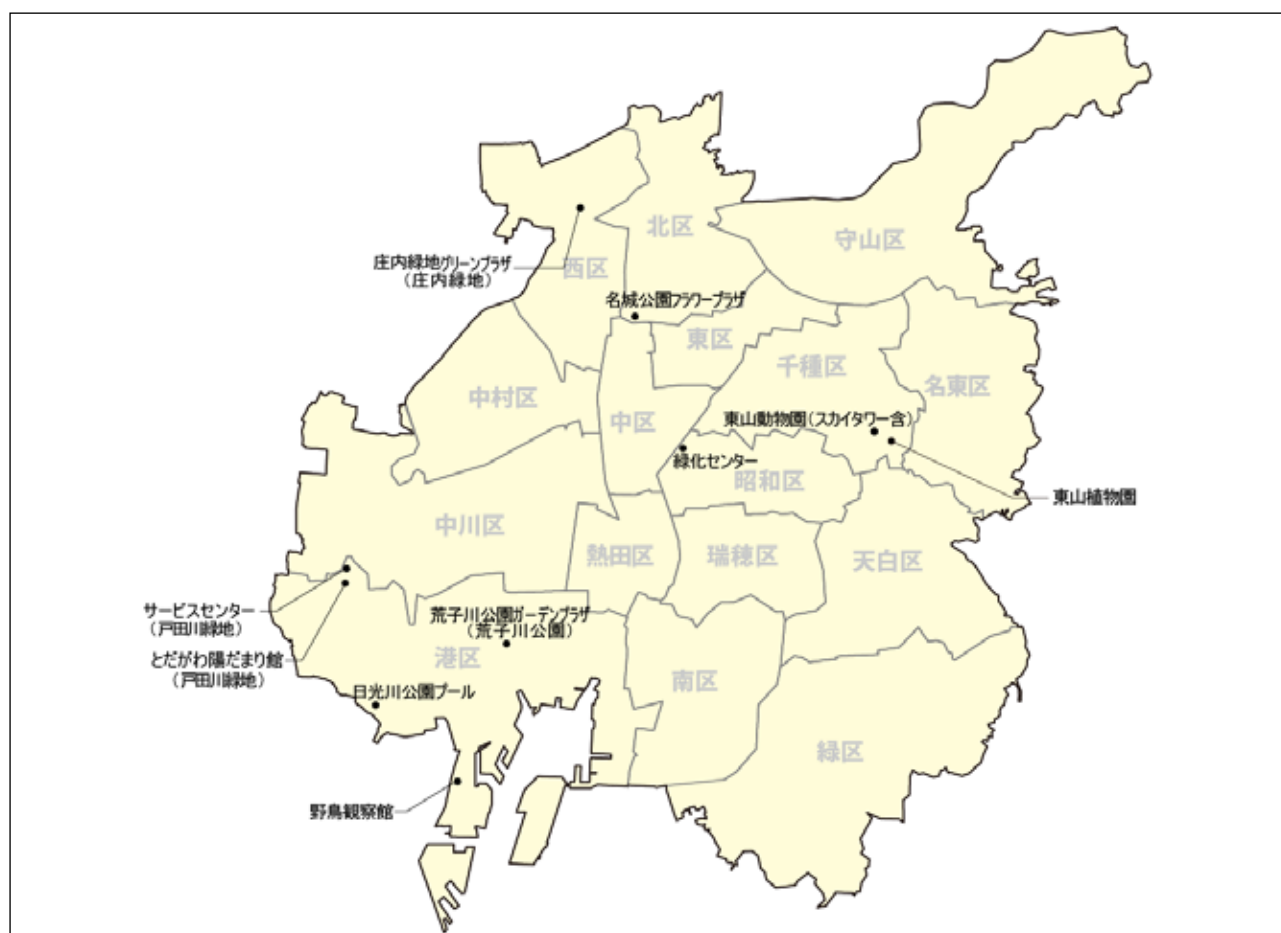 北区
守山区
庄内緑地グリーンプラザ
（庄内緑地）
西区
名城公園フラワープラザ
東区
千種区
名東区
中村区
中区
東山動物園（スカイタワー含）
緑化センター
昭和区
東山植物園
中川区
熱田区
瑞穂区
天白区
サービスセンター
（戸田川緑地）
荒子川公園ガーデンプラザ
（荒子川公園）
とだがわ陽だまり館
（戸田川緑地）
港区
南区
日光川公園プール
緑区
野鳥観察館